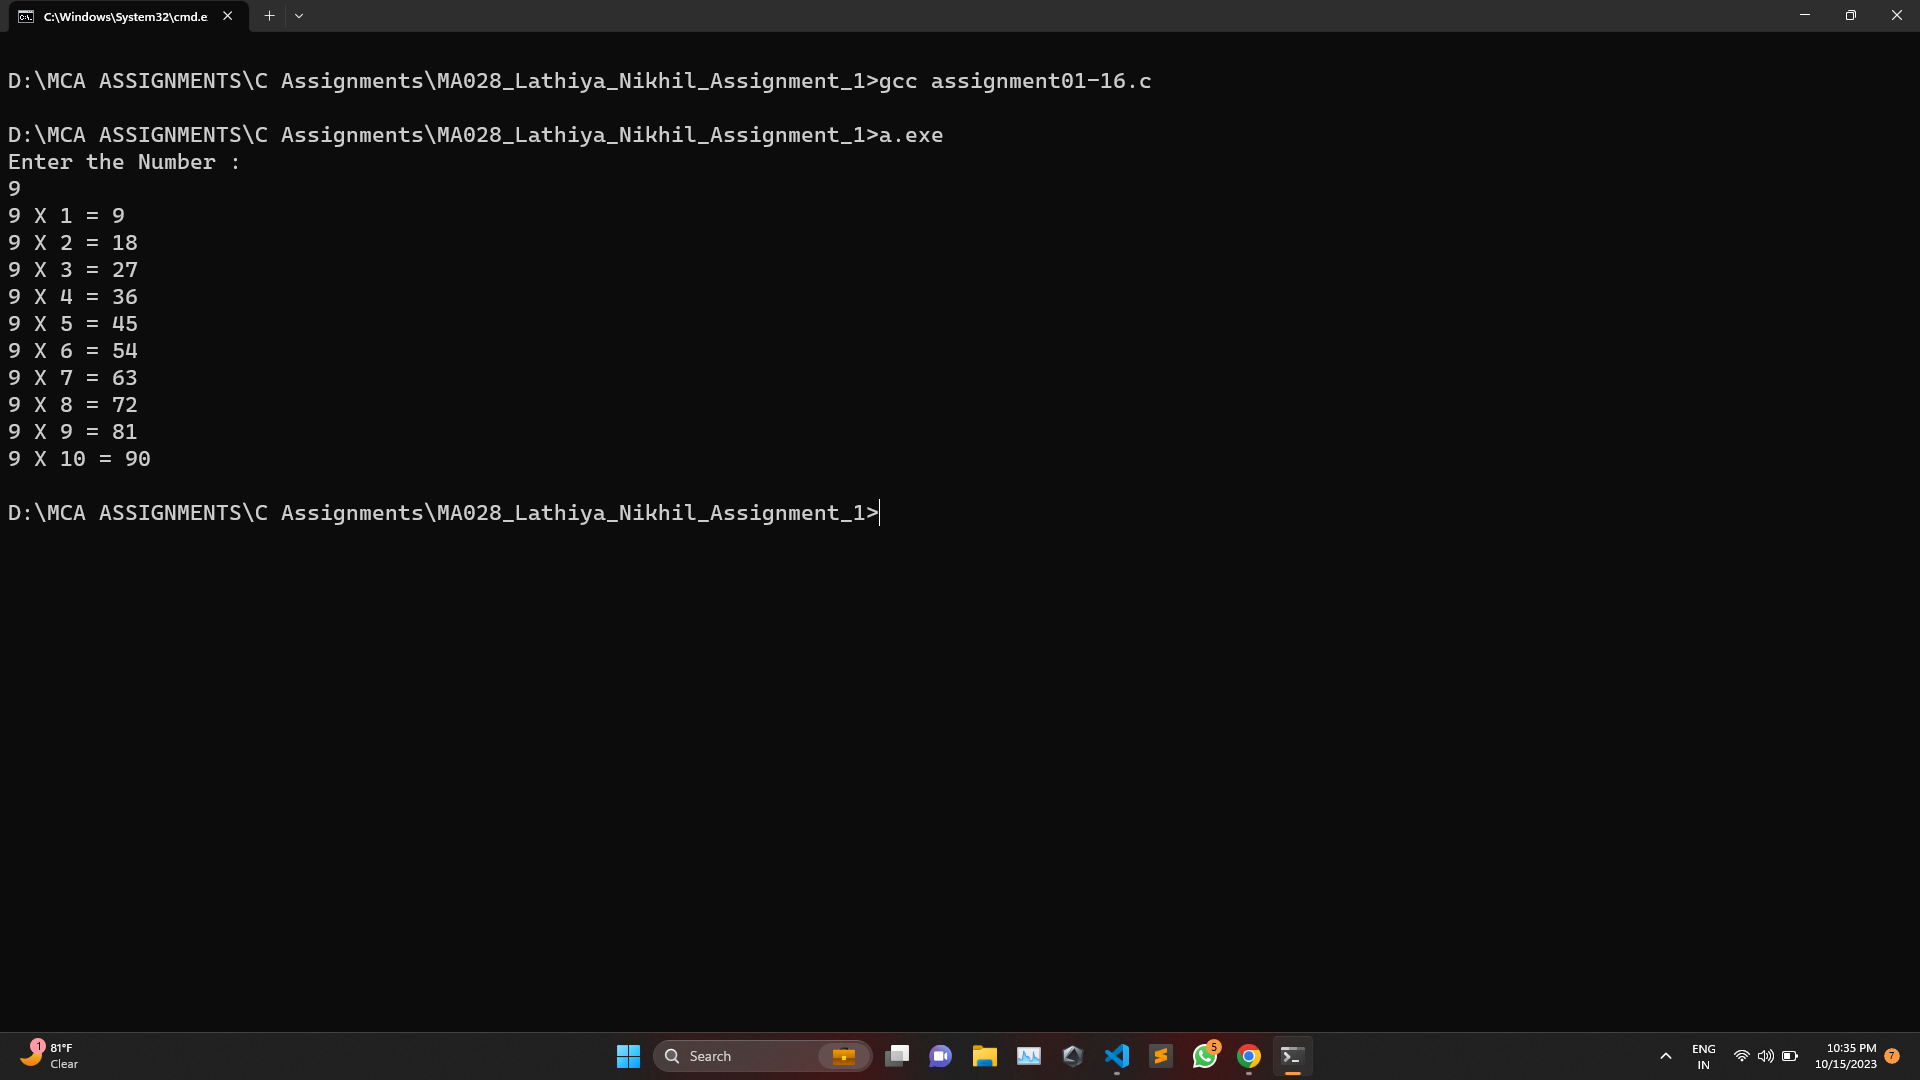 C:\Windows\System32\cmd.e
D:\MCA ASSIGNMENTS\C Assignments\MA028_Lathiya_Nikhil_Assignment_1>gcc assignment01-16.c
D:\MCA ASSIGNMENTS\C Assignments\MA028_Lathiya_Nikhil_Assignment_1>a.exe
Enter the Number :
9
9 X 1 = 9
9 X 2 = 18
9 X 3 = 27
9 X 4 = 36
9 X 5 = 45
9 X 6 = 54
9 X 7 = 63
9 X 8 = 72
9 X 9 = 81
9 X 10 = 90
D:\MCA ASSIGNMENTS\C Assignments\MA028_Lathiya_Nikhil_Assignment_1>
1
81°F
Clear
Search
5
ENG
IN
10:35 PM
10/15/2023
7